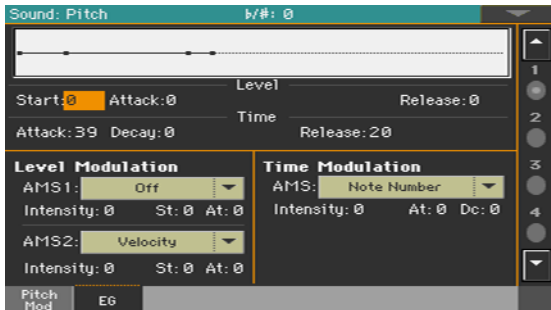 Sound: Pitch ♭/#: 0
Level
Start:0 Attack:0 Release:0
Time
Attack:39 Decay:0 Release:20
Level Modulation
AMS1: Off
Intensity:0 St:0 At:0
AMS2: Velocity
Intensity:0 St:0 At:0
Time Modulation
AMS: Note Number
Intensity:0 At:0 Dc:0
1
2
3
4
Pitch
Mod
EG